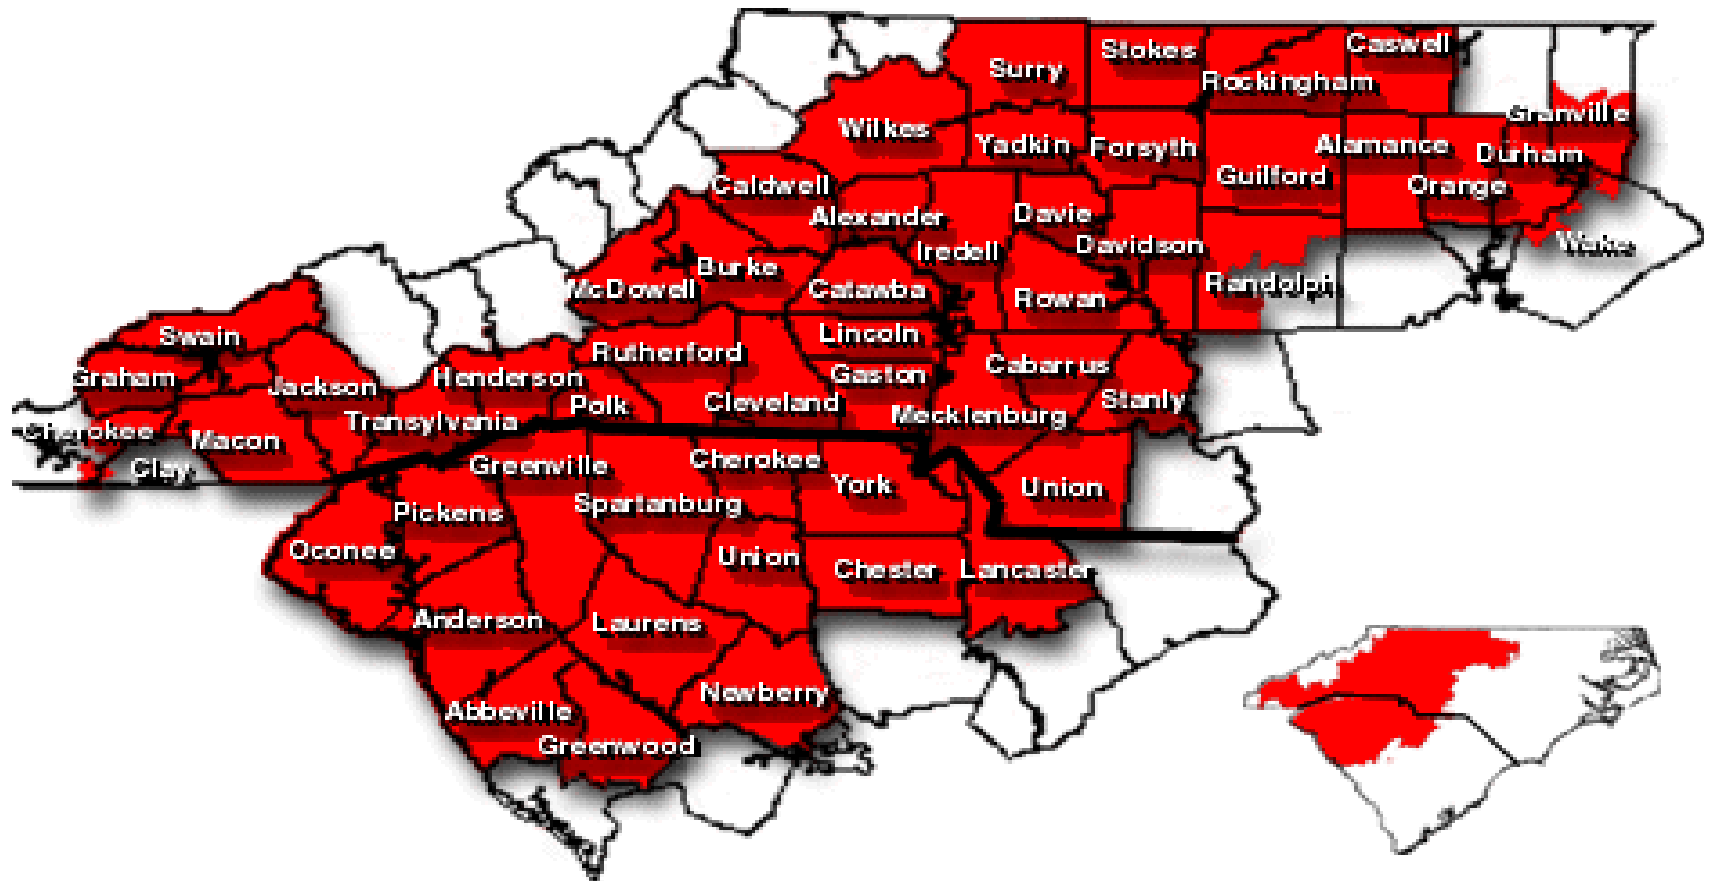 Caswell
Stokes
Surry
Rockingham
Granville
Wilkes
Yadkin
Forsyth
Alamance
Durham
Guilford
Orange
Caldwell
Alexander
Davie
Davidson
Wake
Iredell
Burke
McDowell
Catawba
Rowan
Randolph
Swain
Lincoln
Rutherford
Cabarrus
Graham
Jackson
Henderson
Gaston
Stanly
Polk
Cleveland
Mecklenburg
Transylvania
Cherokee
Macon
Clay
Greenville
Cherokee
York
Union
Spartanburg
Pickens
Oconee
Union
Chester
Lancaster
Anderson
Laurens
Newberry
Abbeville
Greenwood